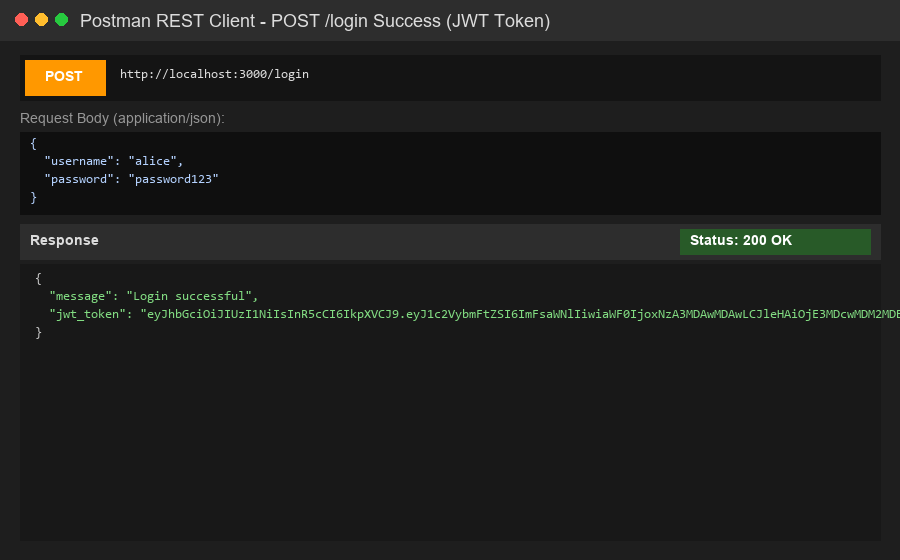 Postman REST Client - POST /login Success (JWT Token)
POST http://localhost:3000/login
Request Body (application/json):
{
"username": "alice",
"password": "password123"
}
Response Status: 200 OK
{
"message": "Login successful",
"jwt_token": "eyJhbGciOiJIUzI1NiIsInR5cCI6IkpXVCJ9.eyJ1c2VybmFtZSI6ImFsaWNlIiwiaWF0IjoxNzA3MDAwMDAwLCJleHAiOjE3MDcwMDM2MDB
}